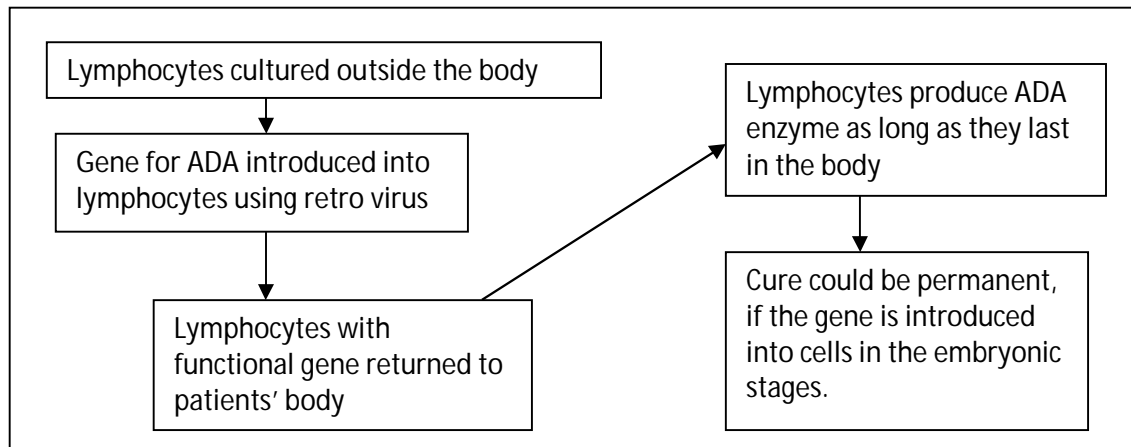 Lymphocytes cultured outside the body
Gene for ADA introduced into
lymphocytes using retro virus
Lymphocytes with
functional gene returned to
patients’ body
Lymphocytes produce ADA
enzyme as long as they last
in the body
Cure could be permanent,
if the gene is introduced
into cells in the embryonic
stages.